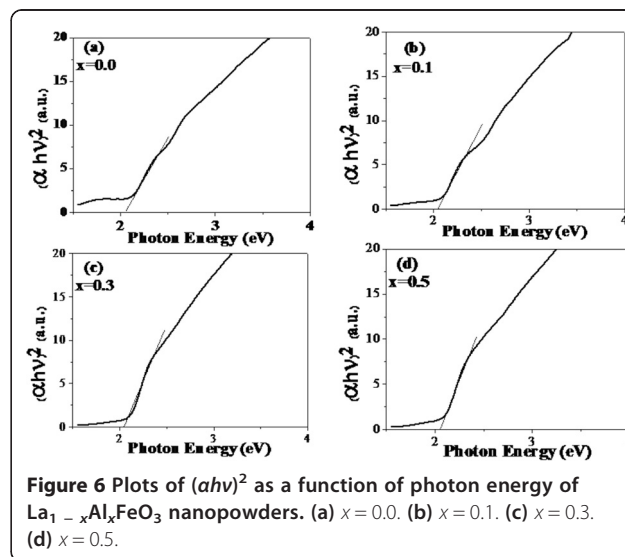 (a)
x=0.0
20
15
10
5
0
(αhν)² (a.u.)
2 3 4
Photon Energy (eV)
(b)
x=0.1
20
15
10
5
0
(αhν)² (a.u.)
2 3 4
Photon Energy (eV)
(c)
x=0.3
20
15
10
5
0
(αhν)² (a.u.)
2 3 4
Photon Energy (eV)
(d)
x=0.5
20
15
10
5
0
(αhν)² (a.u.)
2 3
Photon Energy (eV)
Figure 6 Plots of (ahv)² as a function of photon energy of
La₁ ₋ ₓAlₓFeO₃ nanopowders. (a) x = 0.0. (b) x = 0.1. (c) x = 0.3.
(d) x = 0.5.